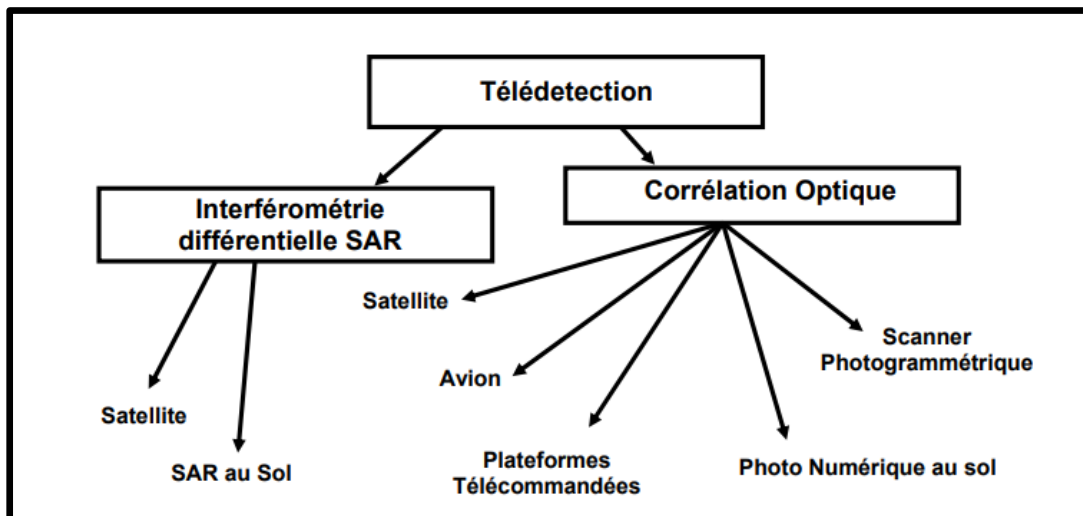 Télédetection
Interférométrie
différentielle SAR
Corrélation Optique
Satellite
Avion
Scanner
Photogrammétrique
Satellite
SAR au Sol
Plateformes
Télécommandées
Photo Numérique au sol